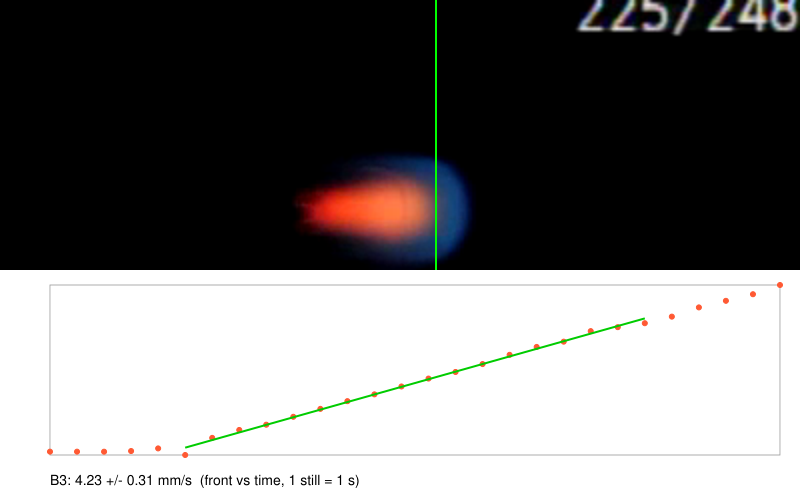 225/248
B3: 4.23 +/- 0.31 mm/s (front vs time, 1 still = 1 s)